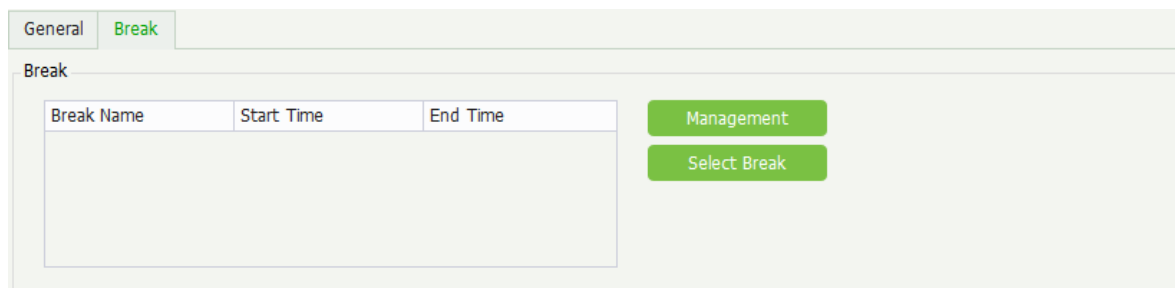 General Break
Break
Break Name Start Time End Time
Management
Select Break